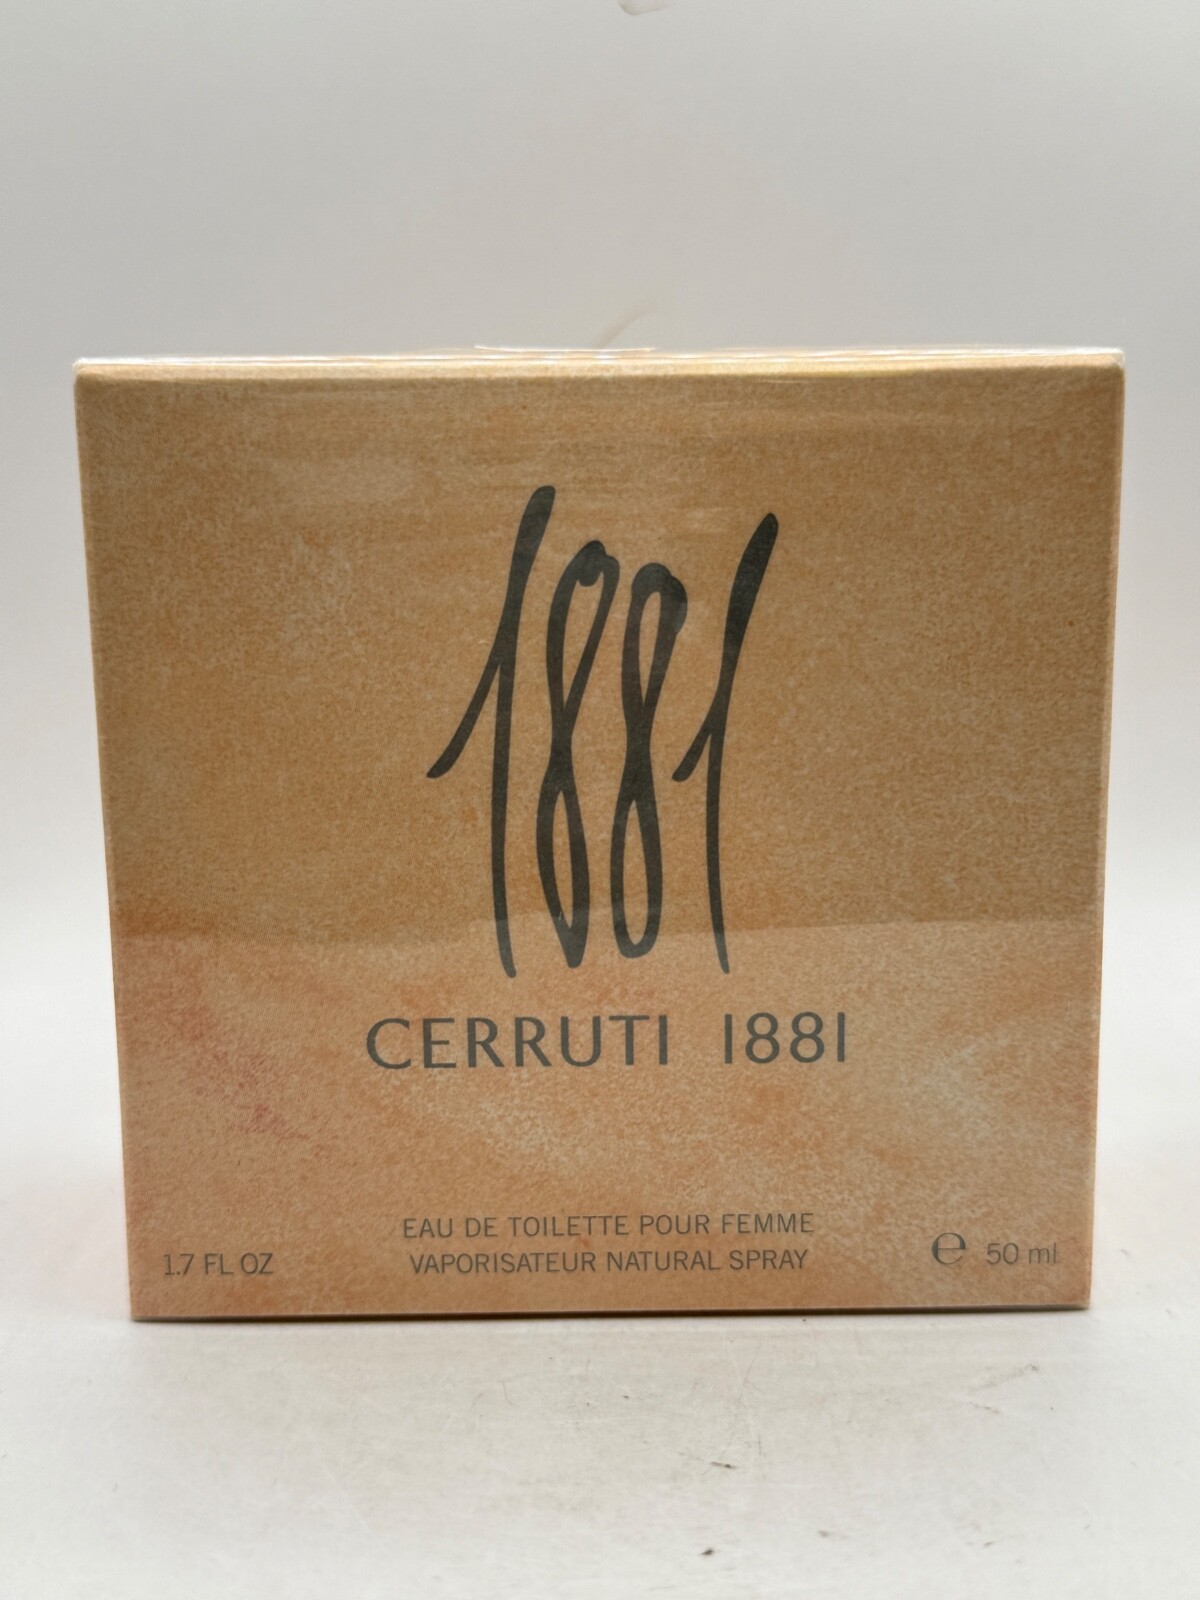 1881
CERRUTI 1881
EAU DE TOILETTE POUR FEMME
VAPORISATEUR NATURAL SPRAY
1.7 FL OZ
℮ 50 ml